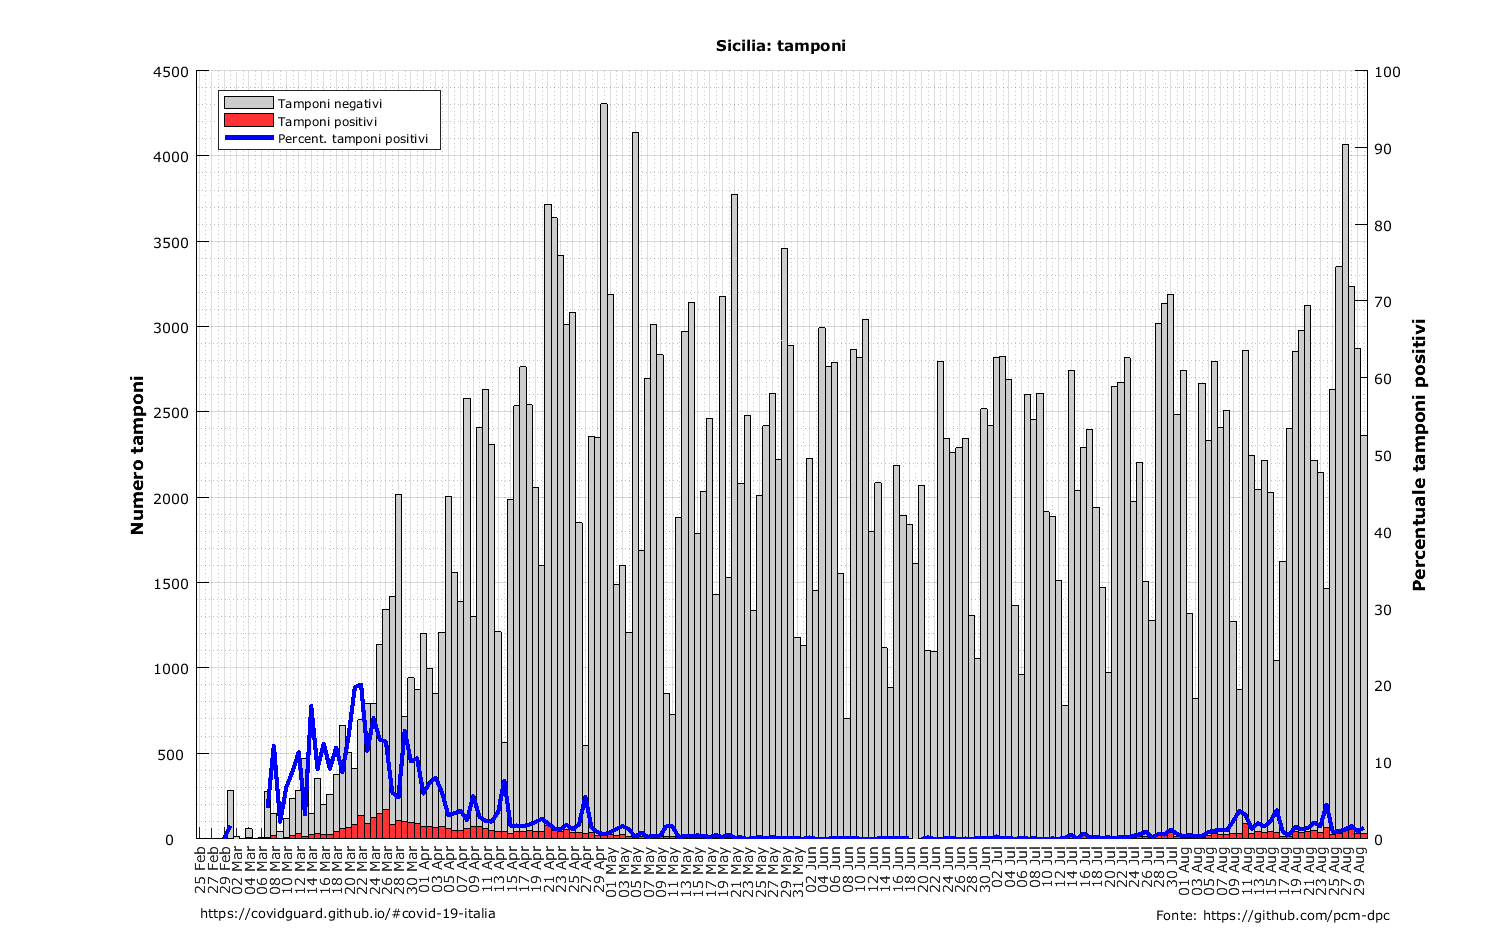 Sicilia: tamponi
4500
4000
3500
3000
2500
2000
1500
1000
500
0
100
90
80
70
60
50
40
30
20
10
0
Tamponi negativi
Tamponi positivi
Percent. tamponi positivi
Numero tamponi
Percentuale tamponi positivi
25 Feb
27 Feb
29 Feb
02 Mar
04 Mar
06 Mar
08 Mar
10 Mar
12 Mar
14 Mar
16 Mar
18 Mar
20 Mar
22 Mar
24 Mar
26 Mar
28 Mar
30 Mar
01 Apr
03 Apr
05 Apr
07 Apr
09 Apr
11 Apr
13 Apr
15 Apr
17 Apr
19 Apr
21 Apr
23 Apr
25 Apr
27 Apr
29 Apr
01 May
03 May
05 May
07 May
09 May
11 May
13 May
15 May
17 May
19 May
21 May
23 May
25 May
27 May
29 May
31 May
02 Jun
04 Jun
06 Jun
08 Jun
10 Jun
12 Jun
14 Jun
16 Jun
18 Jun
20 Jun
22 Jun
24 Jun
26 Jun
28 Jun
30 Jun
02 Jul
04 Jul
06 Jul
08 Jul
10 Jul
12 Jul
14 Jul
16 Jul
18 Jul
20 Jul
22 Jul
24 Jul
26 Jul
28 Jul
30 Jul
01 Aug
03 Aug
05 Aug
07 Aug
09 Aug
11 Aug
13 Aug
15 Aug
17 Aug
19 Aug
21 Aug
23 Aug
25 Aug
27 Aug
29 Aug
https://covidguard.github.io/#covid-19-italia
Fonte: https://github.com/pcm-dpc